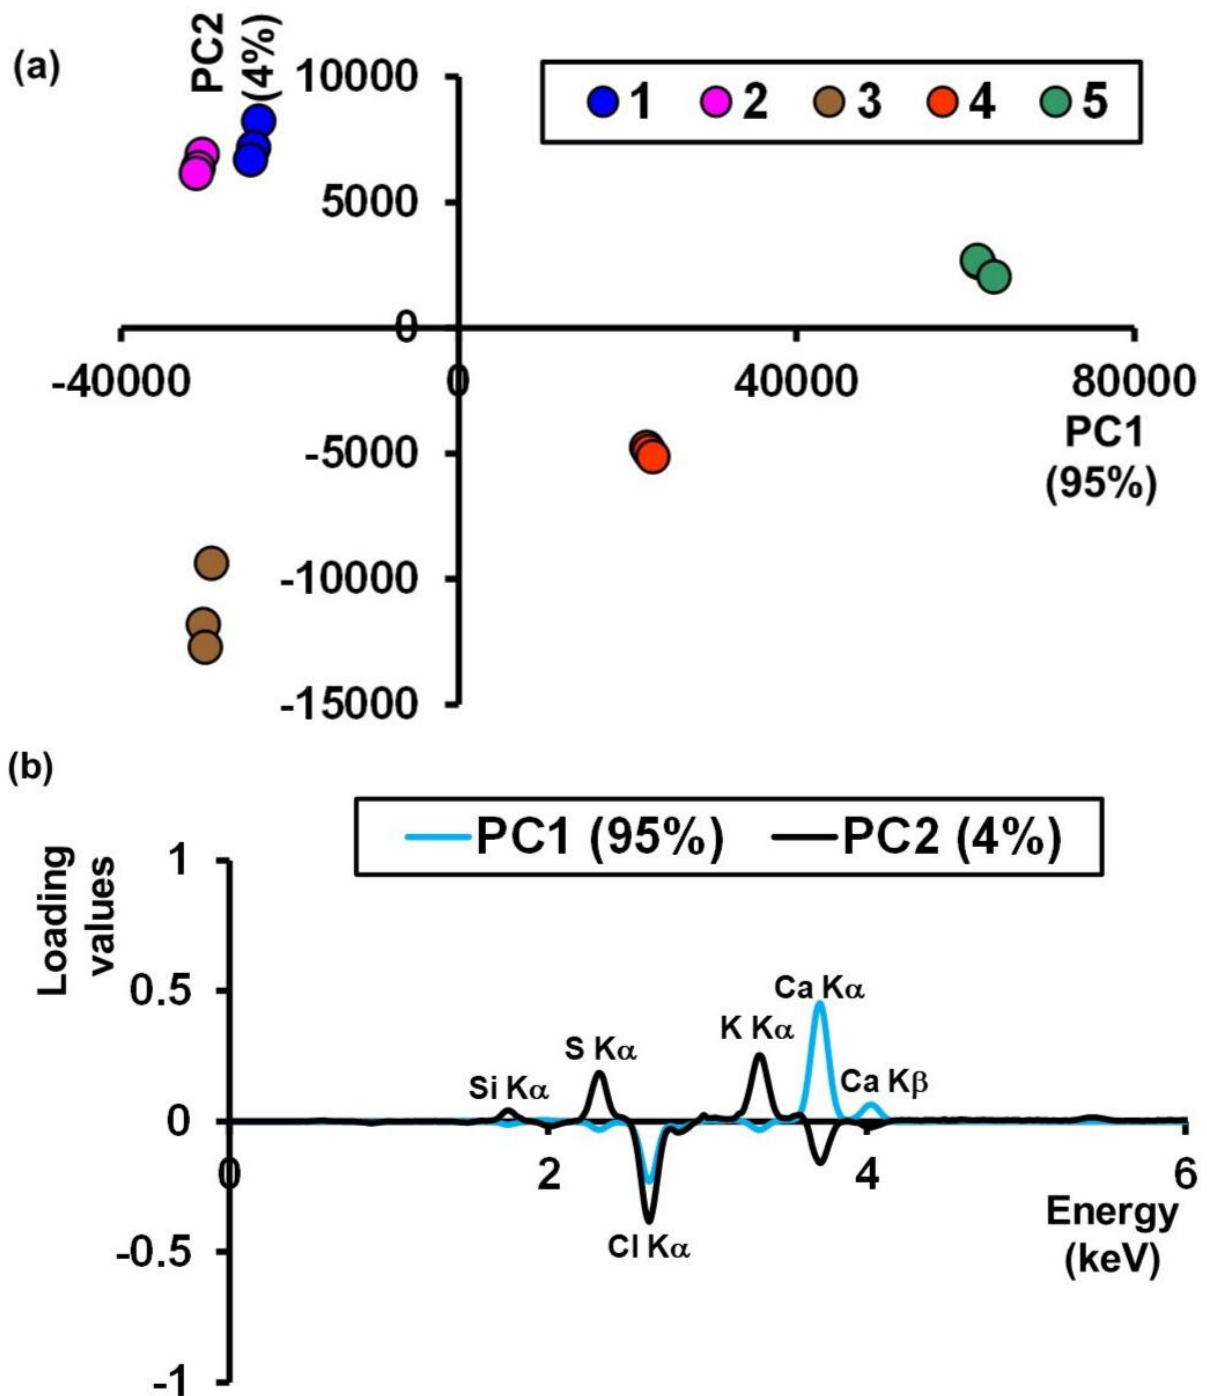 (a)
PC2
(4%)
10000
1 2 3 4 5
5000
0
-40000 0 40000 80000
PC1
(95%)
-5000
-10000
-15000
(b)
PC1 (95%) PC2 (4%)
Loading
values
1
0.5
Ca Kα
K Kα
S Kα
Si Kα
Ca Kβ
0
0 2 4 6
Cl Kα
Energy
(keV)
-0.5
-1